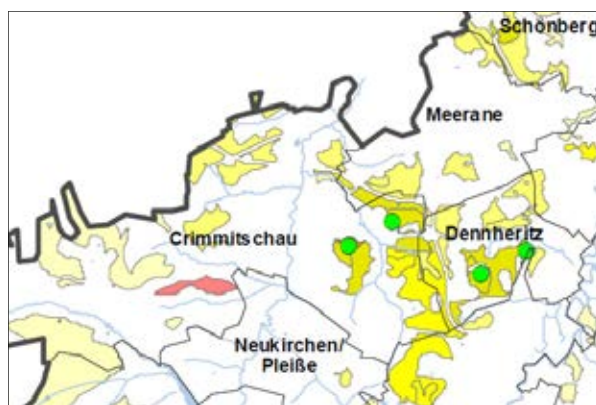 Schönberg
Meerane
Crimmitschau
Dennheritz
Neukirchen/
Pleiße